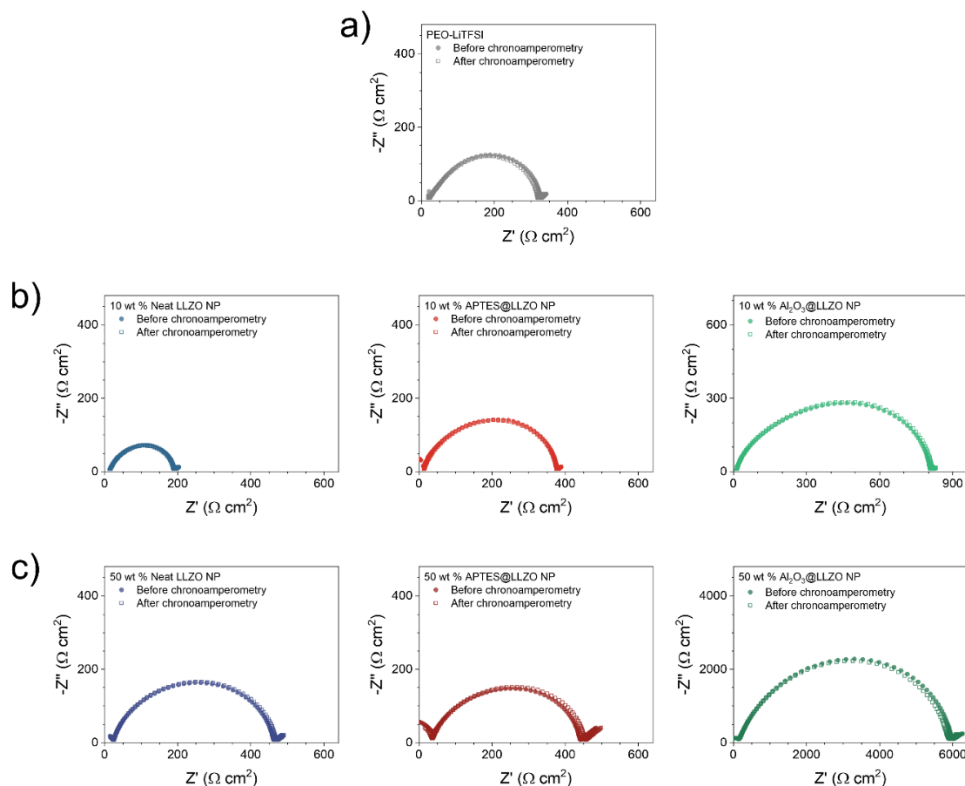 a)
PEO-LiTFSI
Before chronoamperometry
After chronoamperometry
400
200
0
-Z'' (Ω cm²)
0 200 400 600
Z' (Ω cm²)
b)
10 wt % Neat LLZO NP
Before chronoamperometry
After chronoamperometry
400
200
0
-Z'' (Ω cm²)
0 200 400 600
Z' (Ω cm²)
10 wt % APTES@LLZO NP
Before chronoamperometry
After chronoamperometry
400
200
0
-Z'' (Ω cm²)
0 200 400 600
Z' (Ω cm²)
10 wt % Al₂O₃@LLZO NP
Before chronoamperometry
After chronoamperometry
600
300
0
-Z'' (Ω cm²)
0 300 600 900
Z' (Ω cm²)
c)
50 wt % Neat LLZO NP
Before chronoamperometry
After chronoamperometry
400
200
0
-Z'' (Ω cm²)
0 200 400 600
Z' (Ω cm²)
50 wt % APTES@LLZO NP
Before chronoamperometry
After chronoamperometry
400
200
0
-Z'' (Ω cm²)
0 200 400 600
Z' (Ω cm²)
50 wt % Al₂O₃@LLZO NP
Before chronoamperometry
After chronoamperometry
4000
2000
0
-Z'' (Ω cm²)
0 2000 4000 6000
Z' (Ω cm²)